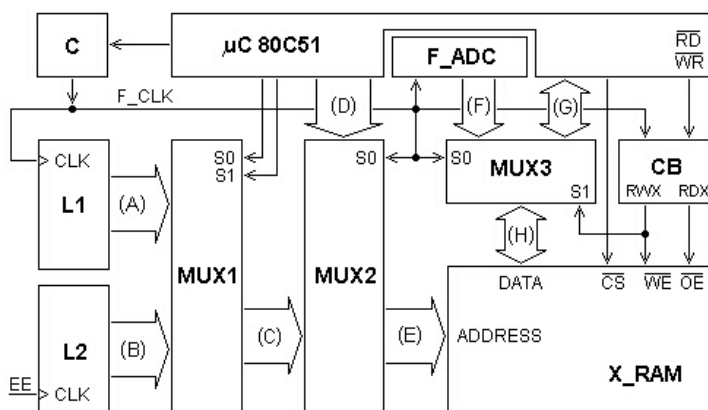 C
µC 80C51
F_ADC
RD
WR
F_CLK
(D)
(F)
(G)
CLK
L1
(A)
S0
S1
MUX1
S0
MUX2
S0
MUX3
S1
CB
RWX
RDX
(H)
DATA
CS
WE
OE
L2
(B)
(C)
(E)
ADDRESS
X_RAM
EE
CLK